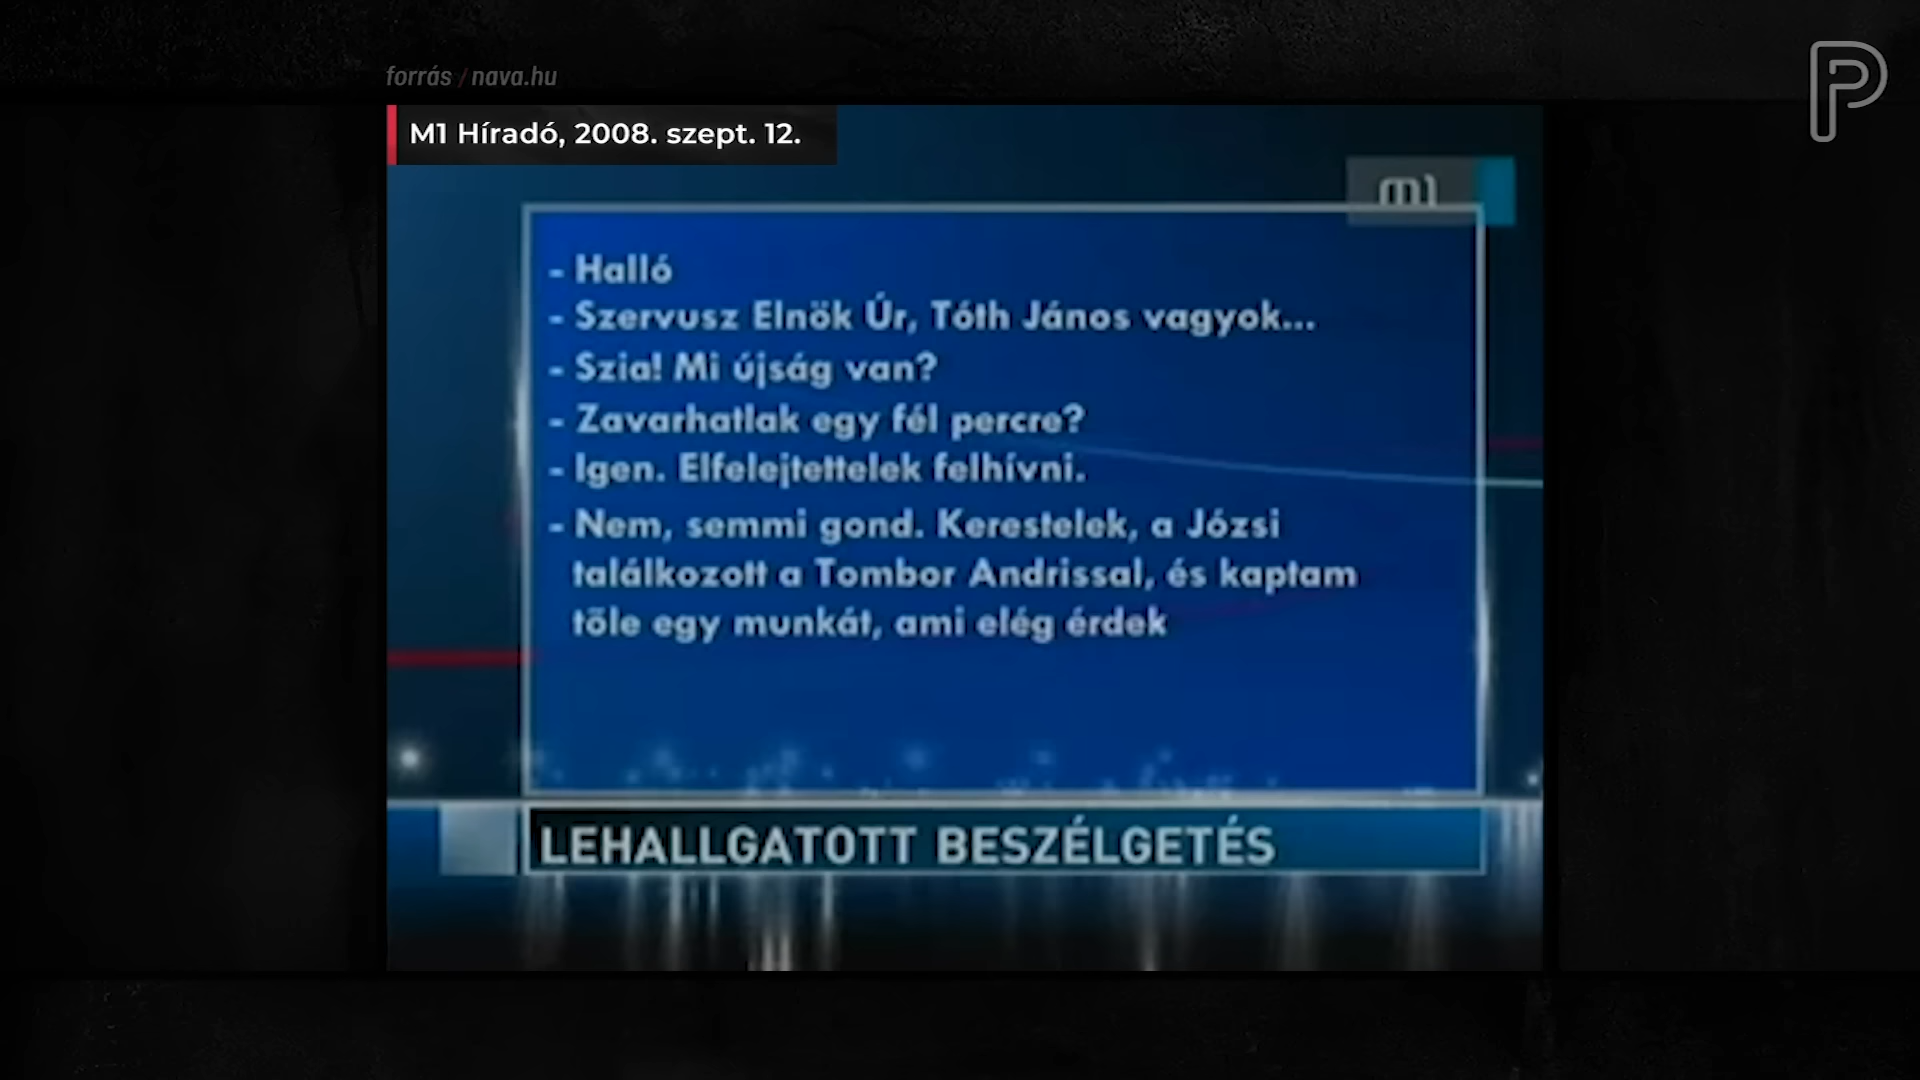 forrás / nava.hu
M1 Híradó, 2008. szept. 12.
m1
- Halló
- Szervusz Elnök Úr, Tóth János vagyok...
- Szia! Mi újság van?
- Zavarhatlak egy fél percre?
- Igen. Elfelejtettelek felhívni.
- Nem, semmi gond. Kerestelek, a Józsi
találkozott a Tombor Andrissal, és kaptam
tõle egy munkát, ami elég érdek
LEHALLGATOTT BESZÉLGETÉS